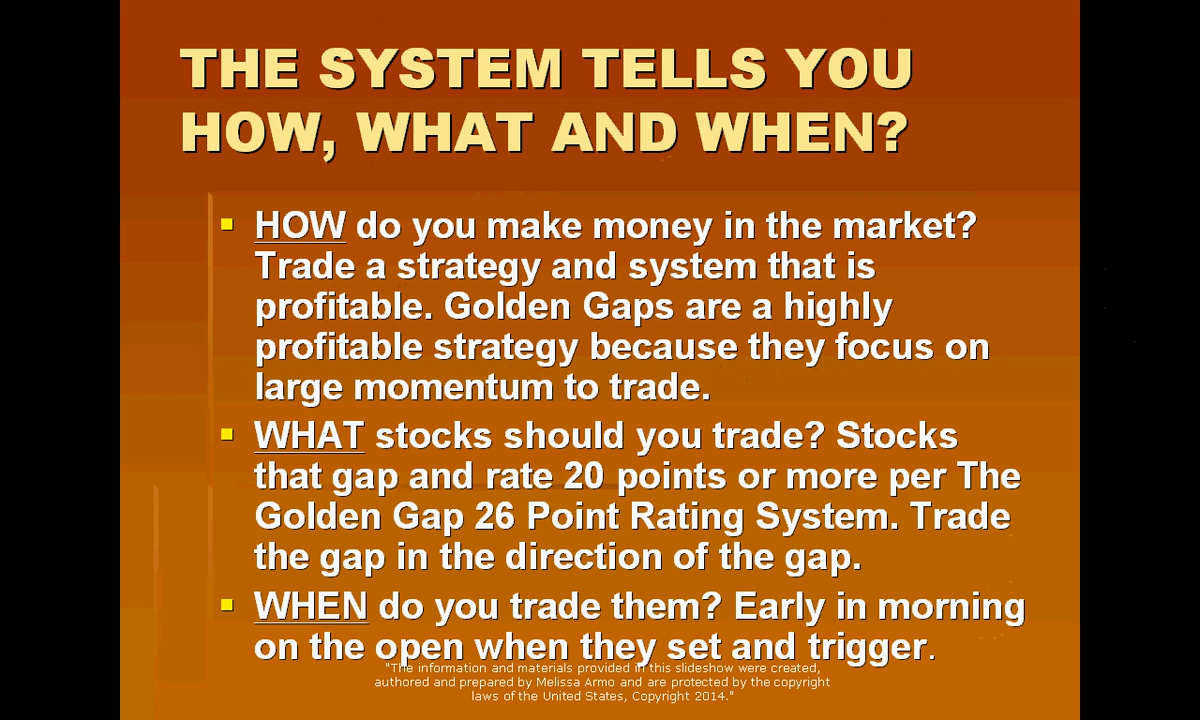 THE SYSTEM TELLS YOU
HOW, WHAT AND WHEN?
HOW do you make money in the market?
Trade a strategy and system that is
profitable. Golden Gaps are a highly
profitable strategy because they focus on
large momentum to trade.
WHAT stocks should you trade? Stocks
that gap and rate 20 points or more per The
Golden Gap 26 Point Rating System. Trade
the gap in the direction of the gap.
WHEN do you trade them? Early in morning
on the open when they set and trigger.
"The information and materials provided in this slideshow were created,
authored and prepared by Melissa Armo and are protected by the copyright
laws of the United States, Copyright 2014."